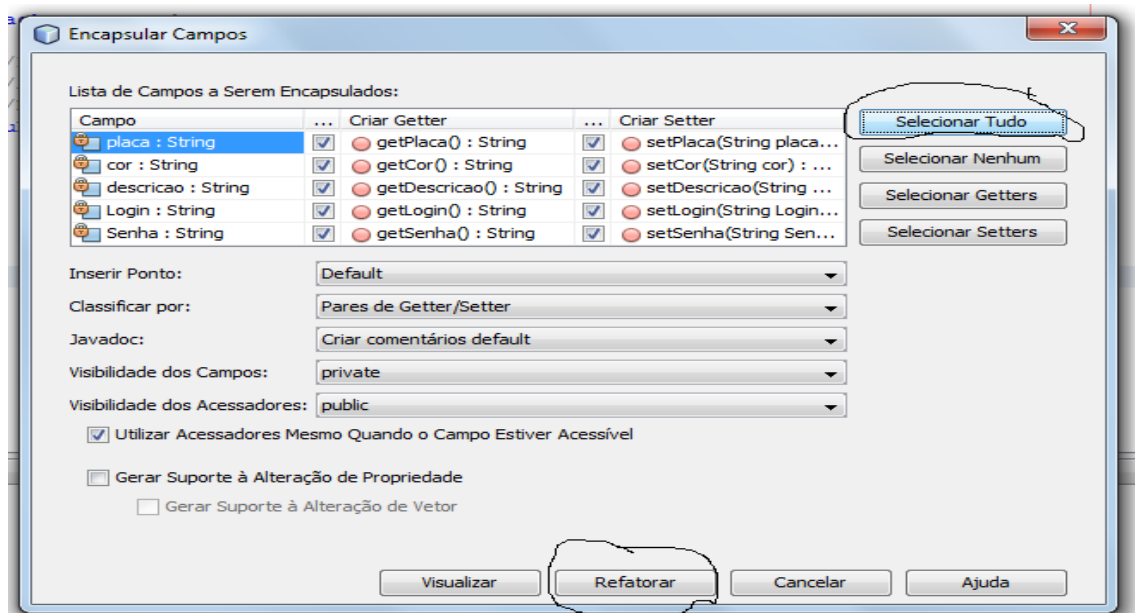 Encapsular Campos
Lista de Campos a Serem Encapsulados:
Campo ... Criar Getter ... Criar Setter
placa : String getPlaca() : String setPlaca(String placa...
cor : String getCor() : String setCor(String cor) : ...
descricao : String getDescricao() : String setDescricao(String ...
Login : String getLogin() : String setLogin(String Login...
Senha : String getSenha() : String setSenha(String Sen...
Selecionar Tudo
Selecionar Nenhum
Selecionar Getters
Selecionar Setters
Inserir Ponto: Default
Classificar por: Pares de Getter/Setter
Javadoc: Criar comentários default
Visibilidade dos Campos: private
Visibilidade dos Acessadores: public
Utilizar Acessadores Mesmo Quando o Campo Estiver Acessível
Gerar Suporte à Alteração de Propriedade
Gerar Suporte à Alteração de Vetor
Visualizar Refatorar Cancelar Ajuda